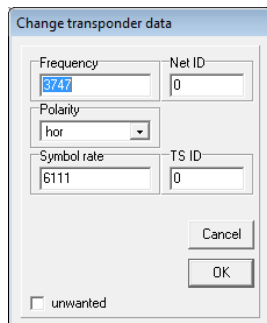 Change transponder data
Frequency Net ID
3747 0
Polarity
hor
Symbol rate TS ID
6111 0
Cancel
OK
unwanted